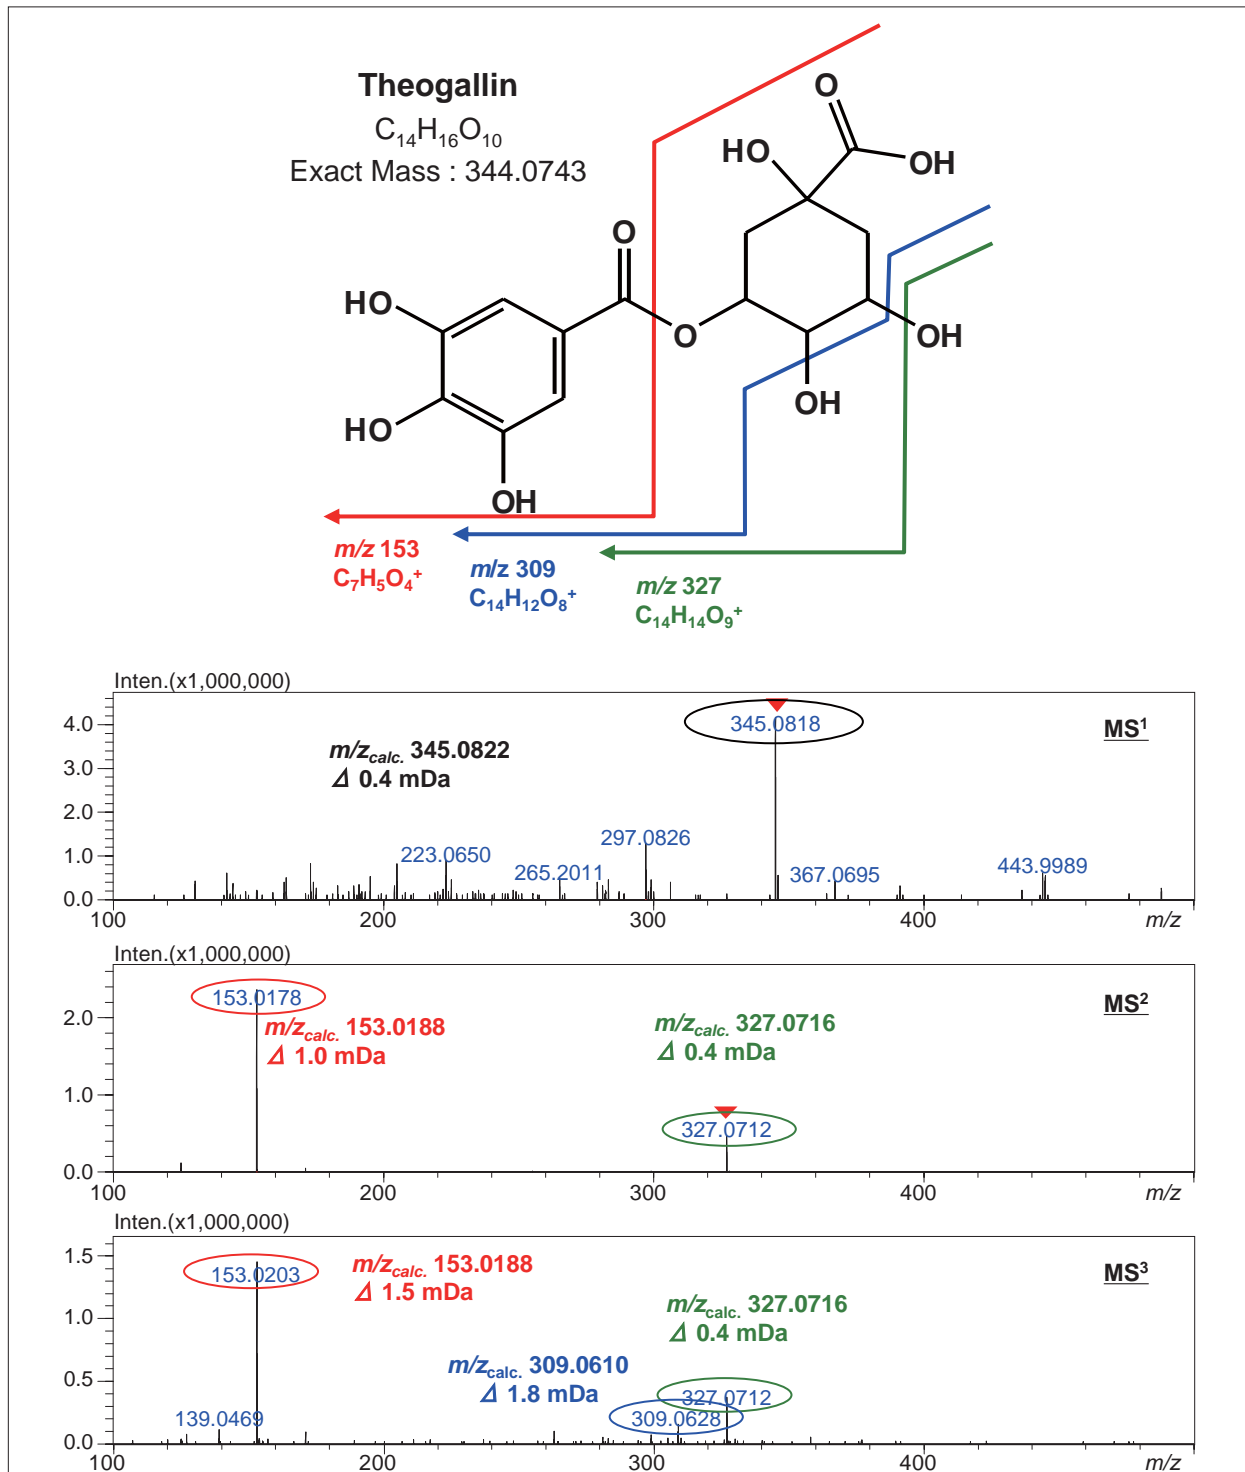 Theogallin
C14H16O10
Exact Mass : 344.0743
O
HO
OH
O
HO
O
OH
HO
OH
OH
m/z 153
C7H5O4+
m/z 309
C14H12O8+
m/z 327
C14H14O9+
Inten.(x1,000,000)
4.0
3.0
2.0
1.0
0.0
345.0818
MS1
m/zcalc. 345.0822
Δ 0.4 mDa
223.0650
265.2011
297.0826
367.0695
443.9989
100
200
300
400
m/z
Inten.(x1,000,000)
2.0
1.0
0.0
153.0178
MS2
m/zcalc. 153.0188
Δ 1.0 mDa
m/zcalc. 327.0716
Δ 0.4 mDa
327.0712
100
200
300
400
m/z
Inten.(x1,000,000)
1.5
1.0
0.5
0.0
153.0203
m/zcalc. 153.0188
Δ 1.5 mDa
MS3
m/zcalc. 327.0716
Δ 0.4 mDa
m/zcalc. 309.0610
Δ 1.8 mDa
327.0712
309.0628
139.0469
100
200
300
400
m/z